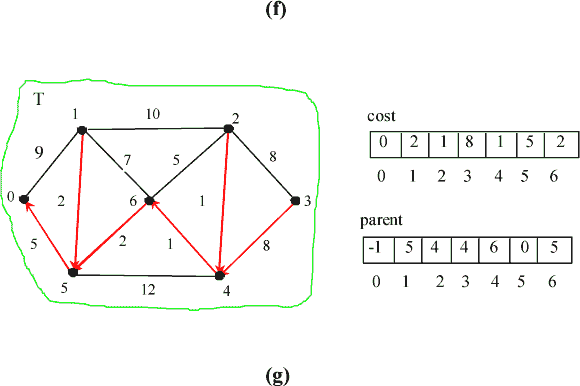 (f)
T
1 10 2
cost
0 2 1 8 1 5 2
9 7 5 8
0 1 2 3 4 5 6
0 2 6 1 3
parent
5 2 1 8
-1 5 4 4 6 0 5
5 12 4
0 1 2 3 4 5 6
(g)